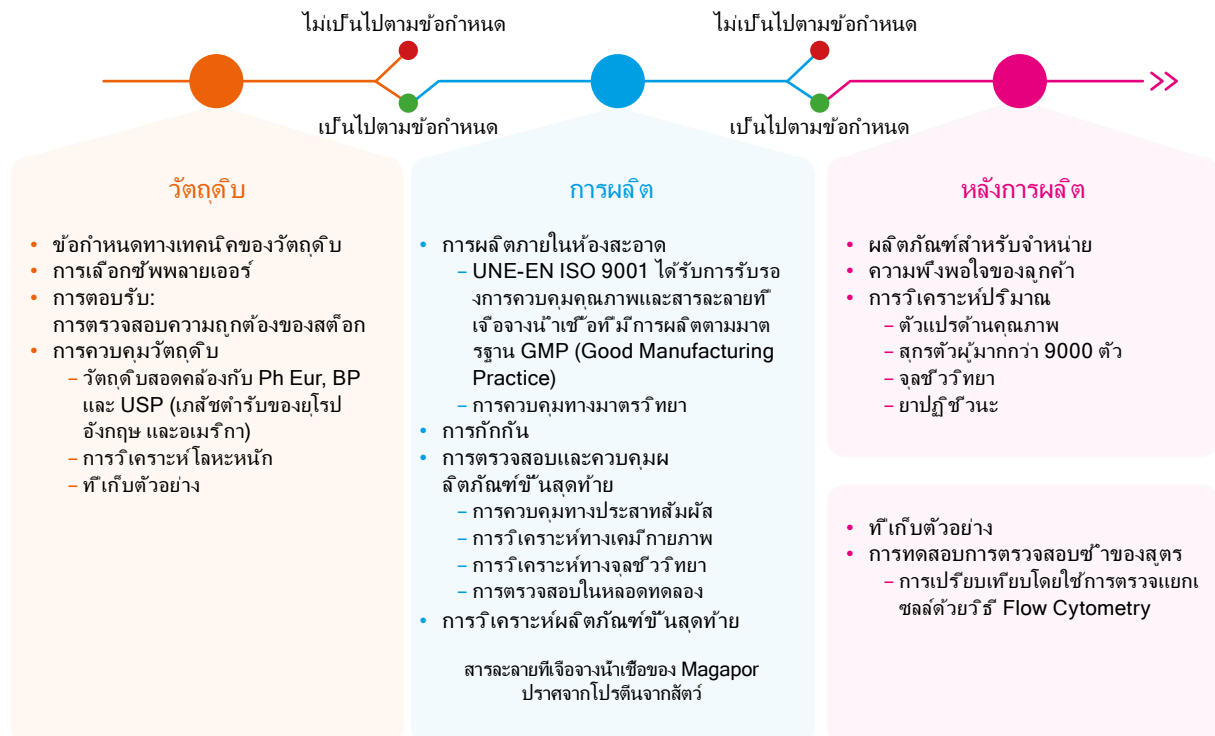 ไม่เป็นไปตามข้อกำหนด
ไม่เป็นไปตามข้อกำหนด
เป็นไปตามข้อกำหนด
เป็นไปตามข้อกำหนด
วัตถุดิบ
• ข้อกำหนดทางเทคนิคของวัตถุดิบ
• การเลือกซัพพลายเออร์
• การตอบรับ:
การตรวจสอบความถูกต้องของสต็อก
• การควบคุมวัตถุดิบ
– วัตถุดิบสอดคล้องกับ Ph Eur, BP
และ USP (เภสัชตำรับของยุโรป
อังกฤษ และอเมริกา)
– การวิเคราะห์โลหะหนัก
– ที่เก็บตัวอย่าง
การผลิต
• การผลิตภายในห้องสะอาด
– UNE-EN ISO 9001 ได้รับการรับรอ
งการควบคุมคุณภาพและสารละลายที่
เจือจางน้ำเชื้อที่มีการผลิตตามมาต
รฐาน GMP (Good Manufacturing
Practice)
– การควบคุมทางมาตรวิทยา
• การกักกัน
• การตรวจสอบและควบคุมผ
ลิตภัณฑ์ขั้นสุดท้าย
– การควบคุมทางประสาทสัมผัส
– การวิเคราะห์ทางเคมีกายภาพ
– การวิเคราะห์ทางจุลชีววิทยา
– การตรวจสอบในหลอดทดลอง
• การวิเคราะห์ผลิตภัณฑ์ขั้นสุดท้าย
สารละลายที่เจือจางน้ำเชื้อของ Magapor
ปราศจากโปรตีนจากสัตว์
หลังการผลิต
• ผลิตภัณฑ์สำหรับจำหน่าย
• ความพึงพอใจของลูกค้า
• การวิเคราะห์ปริมาณ
– ตัวแปรด้านคุณภาพ
– สุกรตัวผู้มากกว่า 9000 ตัว
– จุลชีววิทยา
– ยาปฏิชีวนะ
• ที่เก็บตัวอย่าง
• การทดสอบการตรวจสอบซ้ำของสูตร
– การเปรียบเทียบโดยใช้การตรวจแยกเ
ซลล์ด้วยวิธี Flow Cytometry